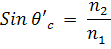 Sin θ′c = n2/n1